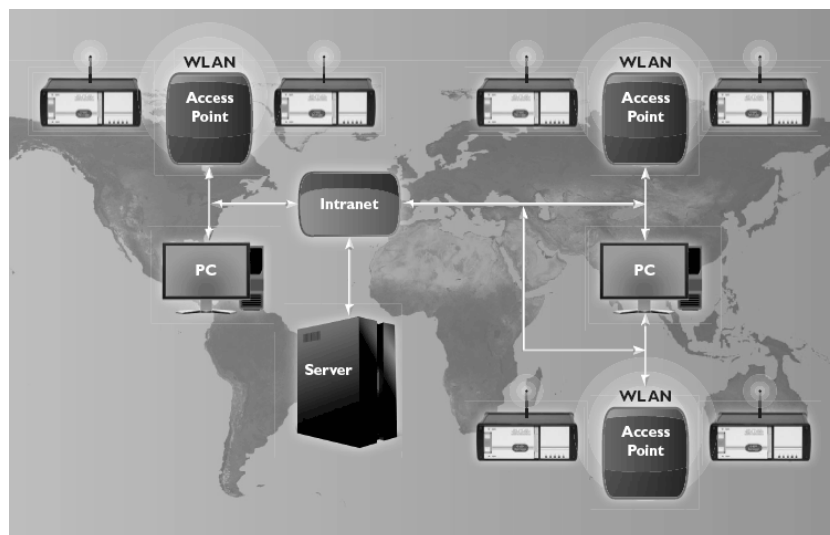 WLAN
Access
Point
WLAN
Access
Point
Intranet
PC
PC
Server
WLAN
Access
Point